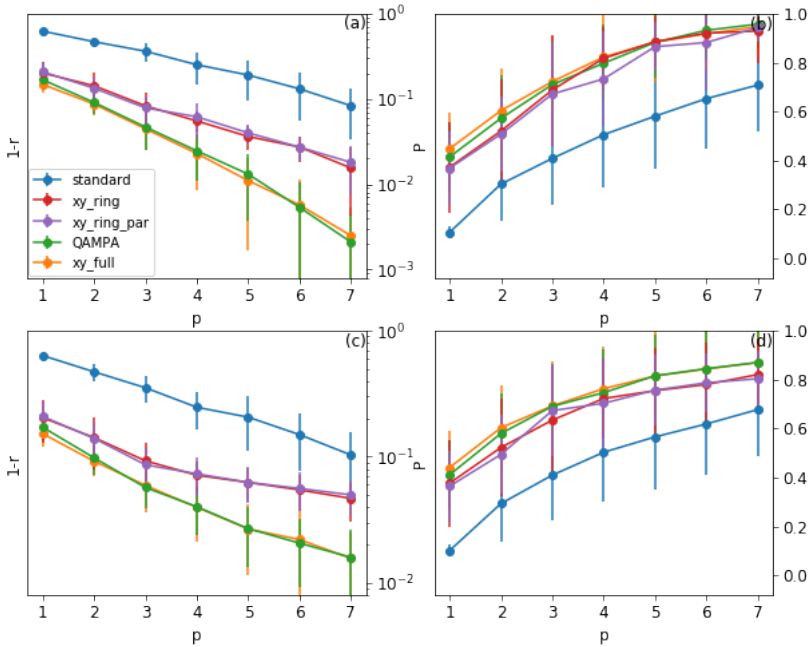 (a)
10⁰
10⁻¹
10⁻²
10⁻³
1-r
standard
xy_ring
xy_ring_par
QAMPA
xy_full
1 2 3 4 5 6 7
p
(b)
1.0
0.8
0.6
0.4
0.2
0.0
P
1 2 3 4 5 6 7
p
(c)
10⁰
10⁻¹
10⁻²
1-r
1 2 3 4 5 6 7
p
(d)
1.0
0.8
0.6
0.4
0.2
0.0
P
1 2 3 4 5 6 7
p